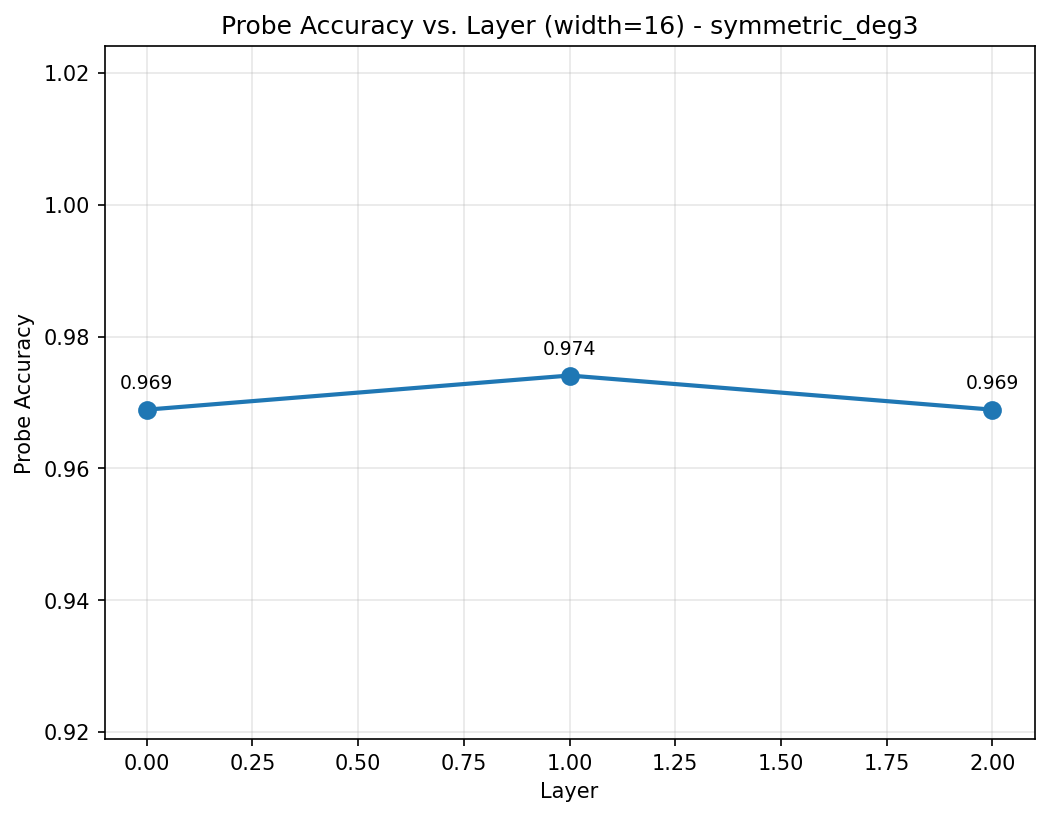 Probe Accuracy vs. Layer (width=16) - symmetric_deg3
1.02
1.00
0.98
0.96
0.94
0.92
Probe Accuracy
0.969
0.974
0.969
0.00 0.25 0.50 0.75 1.00 1.25 1.50 1.75 2.00
Layer